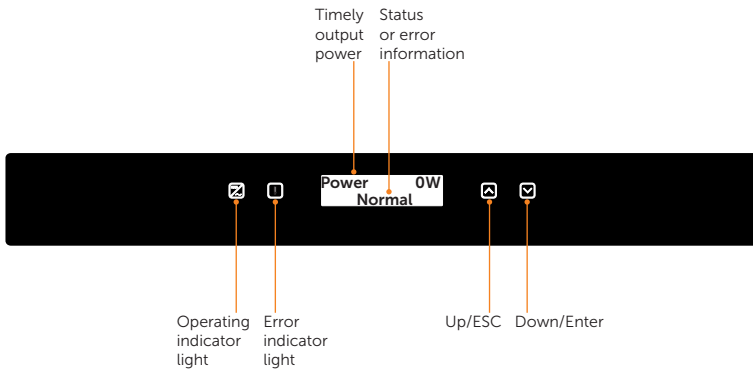 Timely
output
power
Status
or error
information
Power 0W
Normal
Operating
indicator
light
Error
indicator
light
Up/ESC
Down/Enter